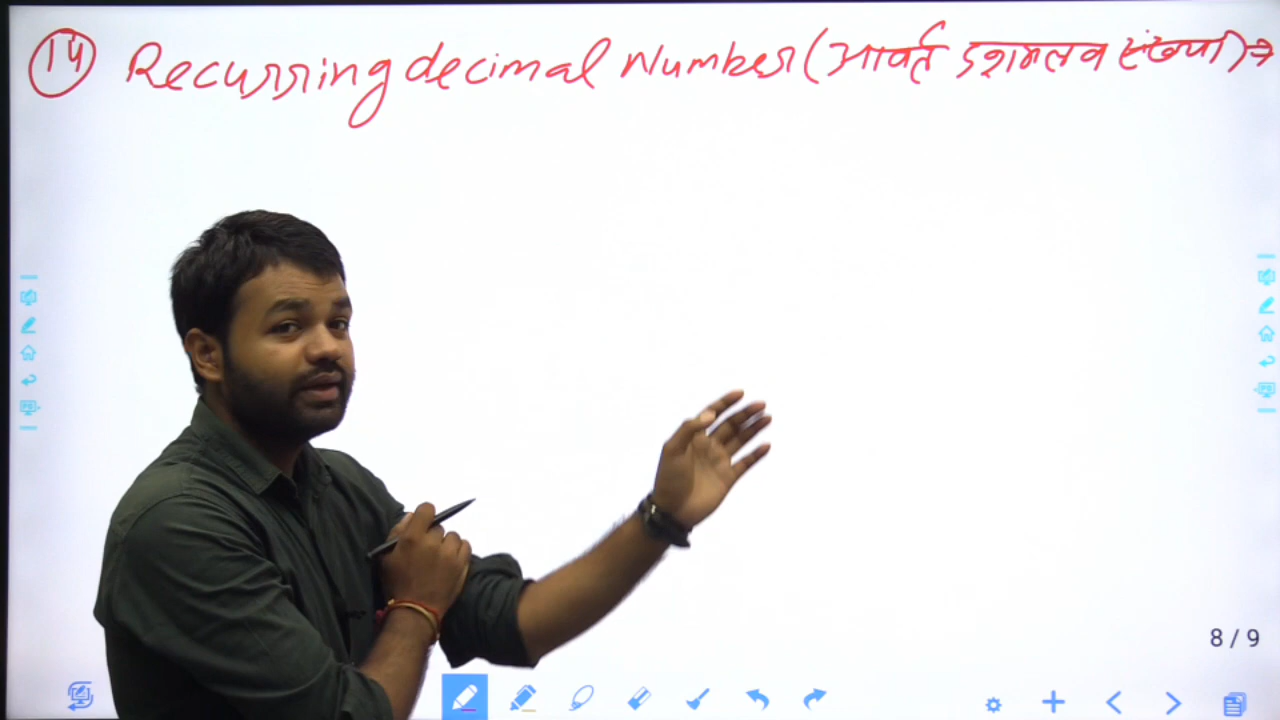 14 Recurring decimal Number (आवर्त दशमलव संख्या) →
8 / 9